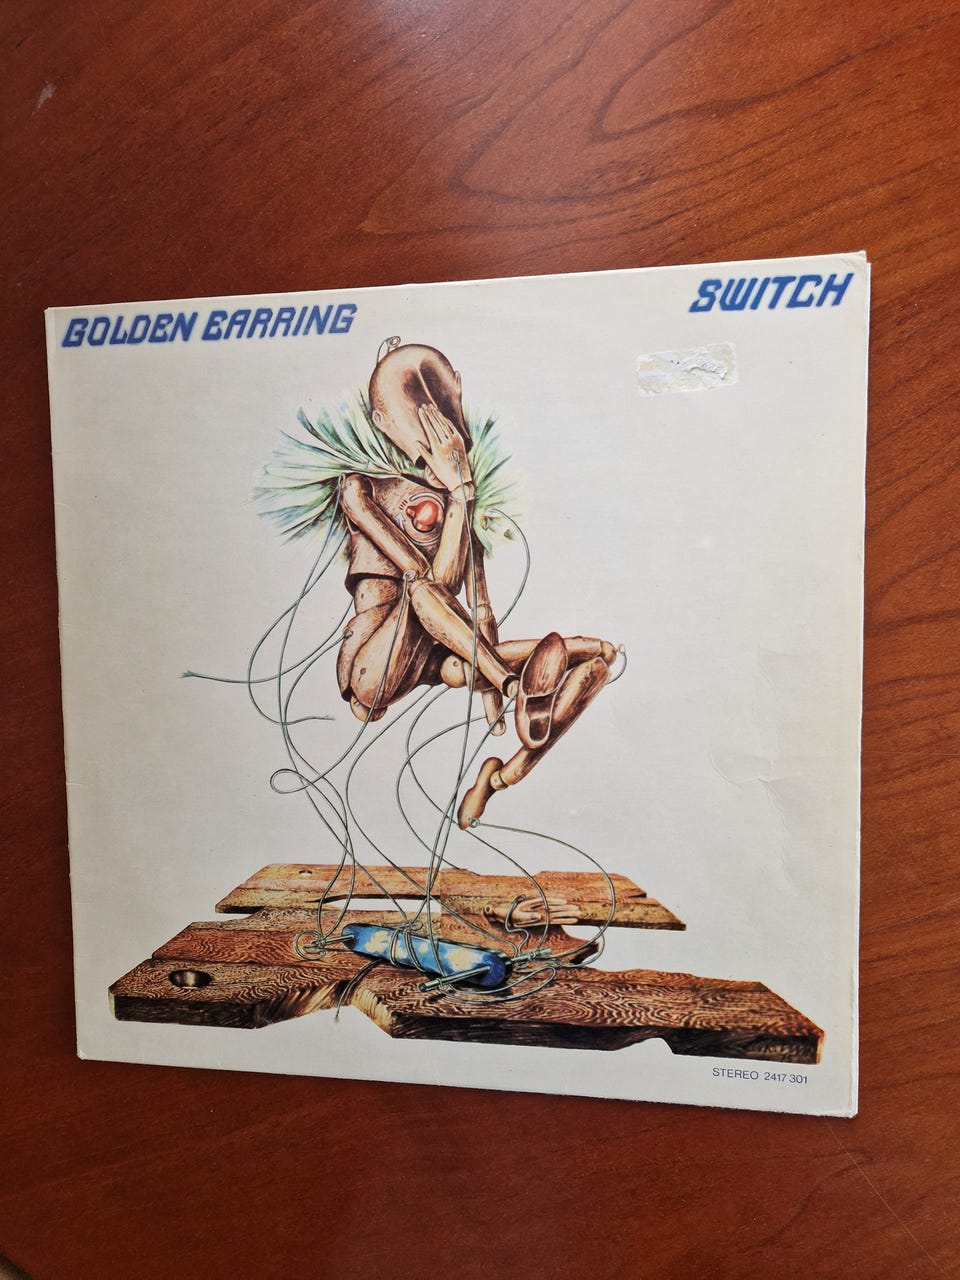 GOLDEN EARRING
SWITCH
STEREO 2417 301